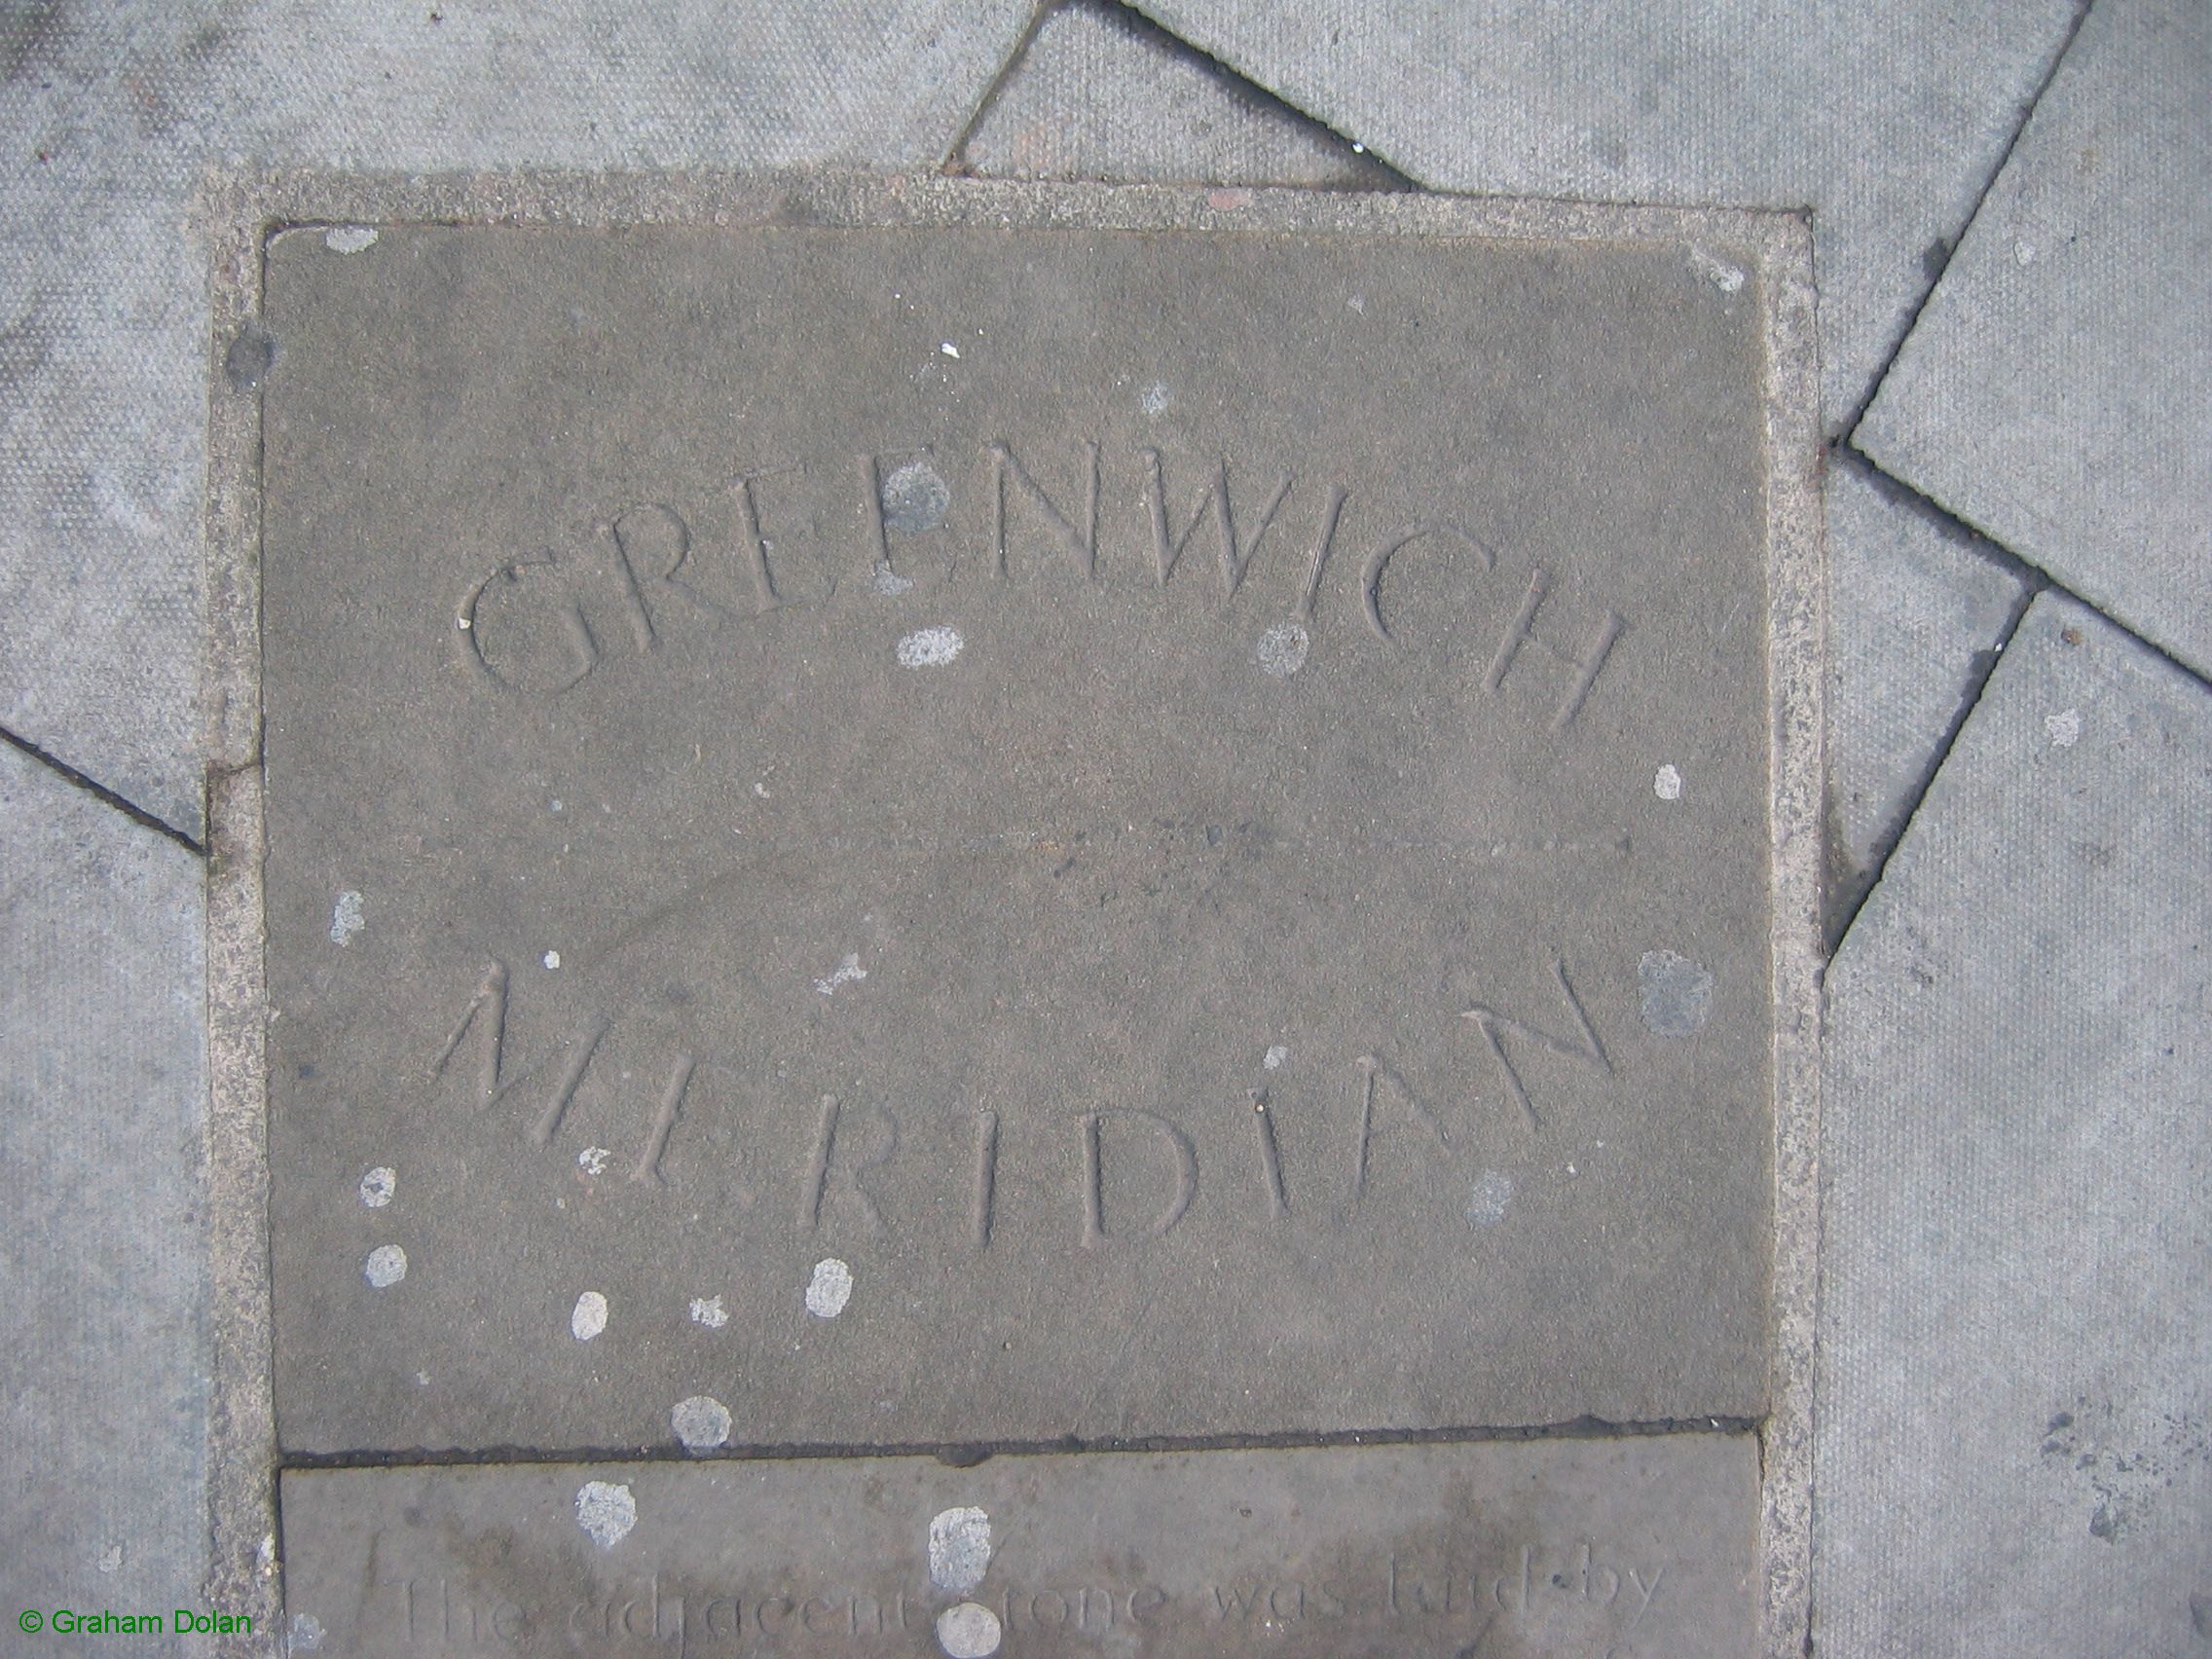 GREENWICH
MERIDIAN
The adjacent stone was laid by
© Graham Dolan